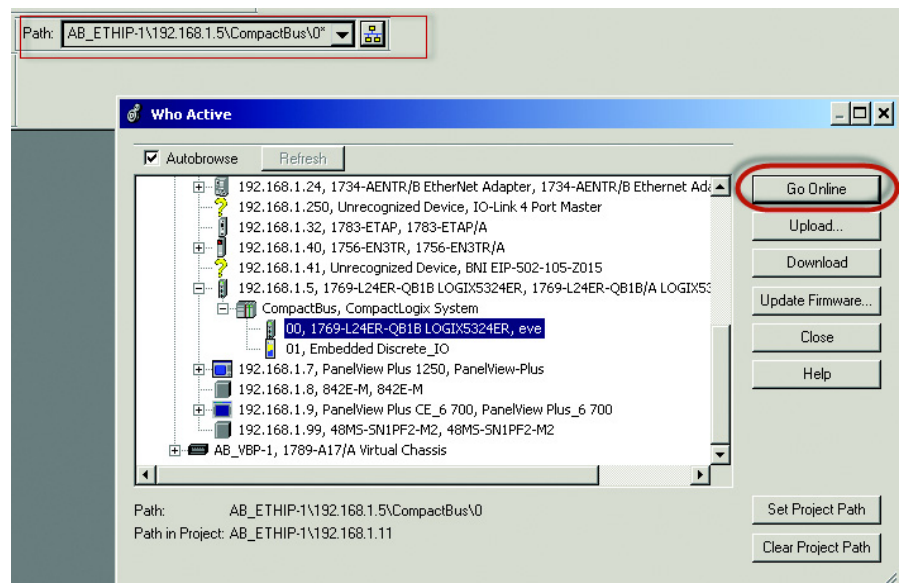 Path: AB_ETHIP-1\192.168.1.5\CompactBus\0*
Who Active
Autobrowse
Refresh
192.168.1.24, 1734-AENTR/B EtherNet Adapter, 1734-AENTR/B Ethernet Ada
192.168.1.250, Unrecognized Device, IO-Link 4 Port Master
192.168.1.32, 1783-ETAP, 1783-ETAP/A
192.168.1.40, 1756-EN3TR, 1756-EN3TR/A
192.168.1.41, Unrecognized Device, BNI EIP-502-105-Z015
192.168.1.5, 1769-L24ER-QB1B LOGIX5324ER, 1769-L24ER-QB1B/A LOGIX53
CompactBus, CompactLogix System
00, 1769-L24ER-QB1B LOGIX5324ER, eve
01, Embedded Discrete_IO
192.168.1.7, PanelView Plus 1250, PanelView-Plus
192.168.1.8, 842E-M, 842E-M
192.168.1.9, PanelView Plus CE_6 700, PanelView Plus_6 700
192.168.1.99, 48MS-SN1PF2-M2, 48MS-SN1PF2-M2
AB_VBP-1, 1789-A17/A Virtual Chassis
Go Online
Upload...
Download
Update Firmware...
Close
Help
Path: AB_ETHIP-1\192.168.1.5\CompactBus\0
Path in Project: AB_ETHIP-1\192.168.1.11
Set Project Path
Clear Project Path